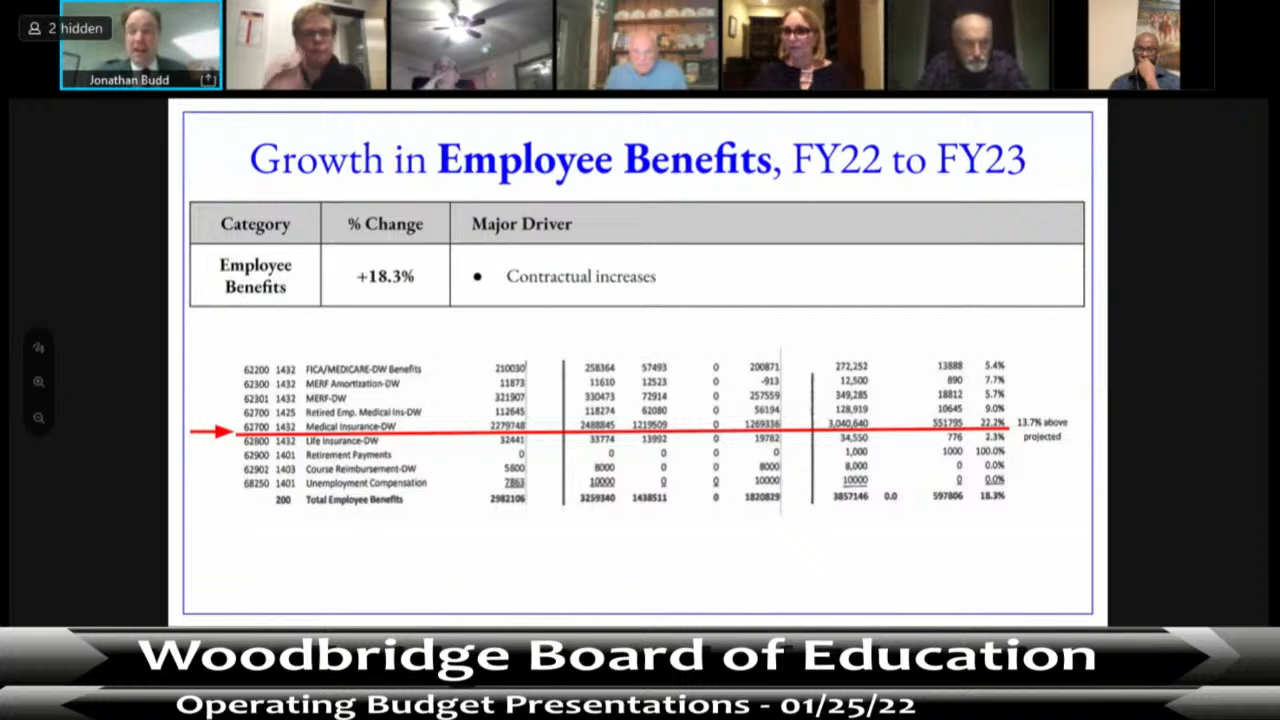 2 hidden
Jonathan Budd
Growth in Employee Benefits, FY22 to FY23
Category % Change Major Driver
Employee Benefits +18.3% ● Contractual increases
62200 1432 FICA/MEDICARE-DW Benefits 210030 258364 57493 0 200871 272,252 13888 5.4%
62300 1432 MERF Amortization-DW 11873 11610 12523 0 -913 12,500 890 7.7%
62301 1432 MERF-DW 321907 330473 72914 0 257559 349,285 18812 5.7%
62700 1425 Retired Emp. Medical Ins-DW 112645 118274 62080 0 56194 128,919 10645 9.0%
62700 1432 Medical Insurance-DW 2279748 2488845 1219509 0 1269336 3,040,640 551795 22.2% 13.7% above projected
62800 1432 Life Insurance-DW 32441 33774 13992 0 19782 34,550 776 2.3%
62900 1401 Retirement Payments 0 0 0 0 0 1,000 1000 100.0%
62902 1403 Course Reimbursement-DW 5600 8000 0 0 8000 8,000 0 0.0%
68250 1401 Unemployment Compensation 7863 10000 0 0 10000 10000 0 0.0%
200 Total Employee Benefits 2982106 3259340 1438511 0 1820829 3857146 0.0 597806 18.3%
Woodbridge Board of Education
Operating Budget Presentations - 01/25/22